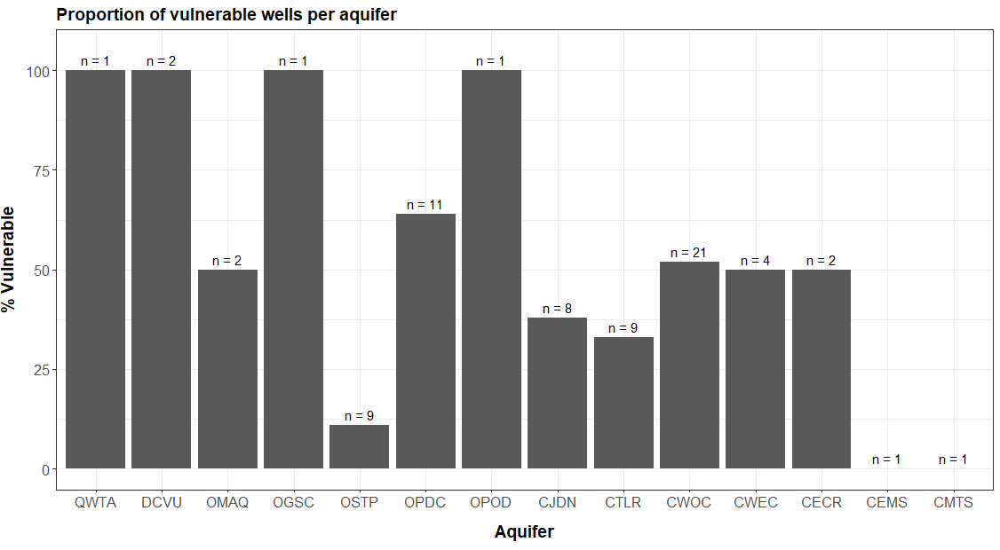 Proportion of vulnerable wells per aquifer
n = 1
n = 2
n = 2
n = 1
n = 9
n = 11
n = 1
n = 8
n = 9
n = 21
n = 4
n = 2
n = 1
n = 1
100
75
50
25
0
% Vulnerable
QWTA DCVU OMAQ OGSC OSTP OPDC OPOD CJDN CTLR CWOC CWEC CECR CEMS CMTS
Aquifer